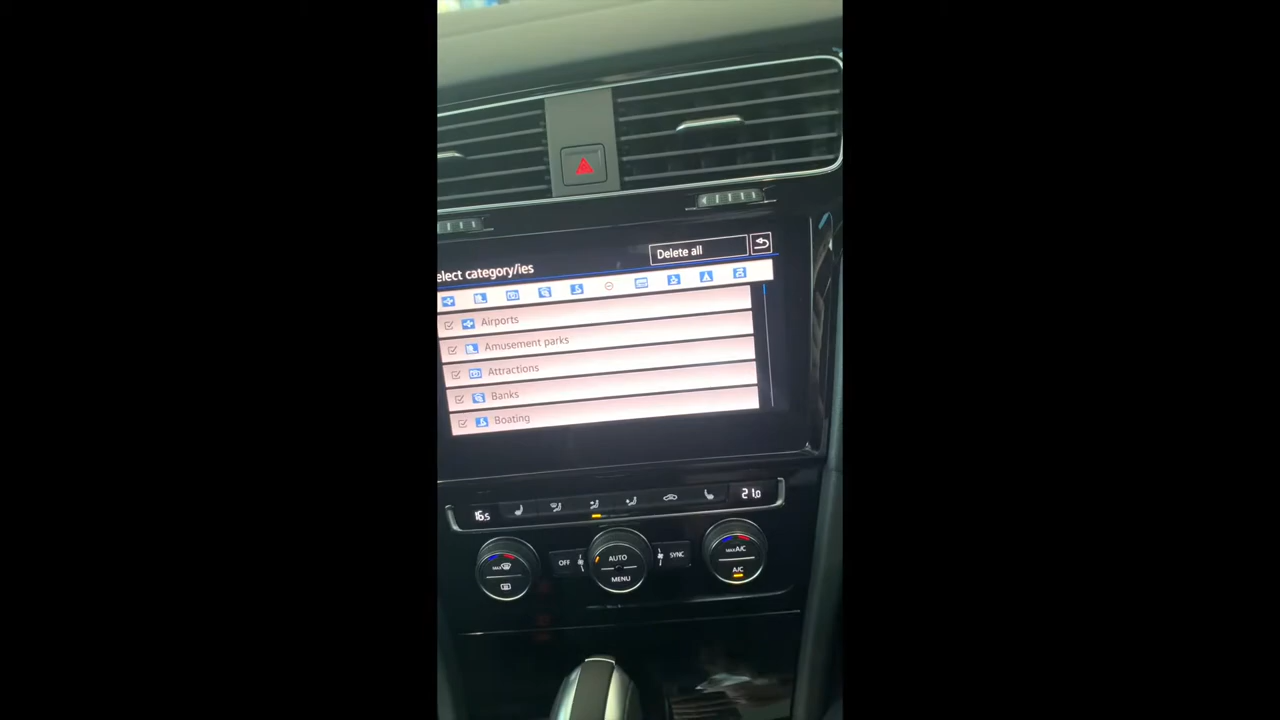 Delete all
elect category/ies
Airports
Amusement parks
Attractions
Banks
Boating
16.5
21.0
OFF
AUTO
MENU
SYNC
MAX
MAX A/C
A/C